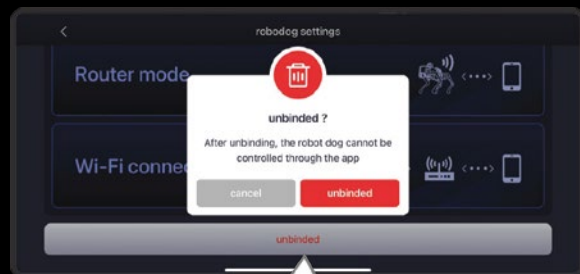 robodog settings
Router mode
unbinded ?
After unbinding, the robot dog cannot be
controlled through the app
Wi-Fi conne
cancel
unbinded
unbinded